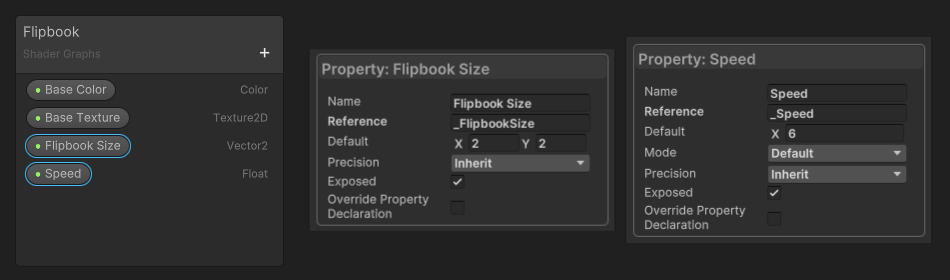 Flipbook
Shader Graphs
+
Base Color Color
Base Texture Texture2D
Flipbook Size Vector2
Speed Float
Property: Flipbook Size
Name Flipbook Size
Reference _FlipbookSize
Default X 2 Y 2
Precision Inherit
Exposed
Override Property
Declaration
Property: Speed
Name Speed
Reference _Speed
Default X 6
Mode Default
Precision Inherit
Exposed
Override Property
Declaration